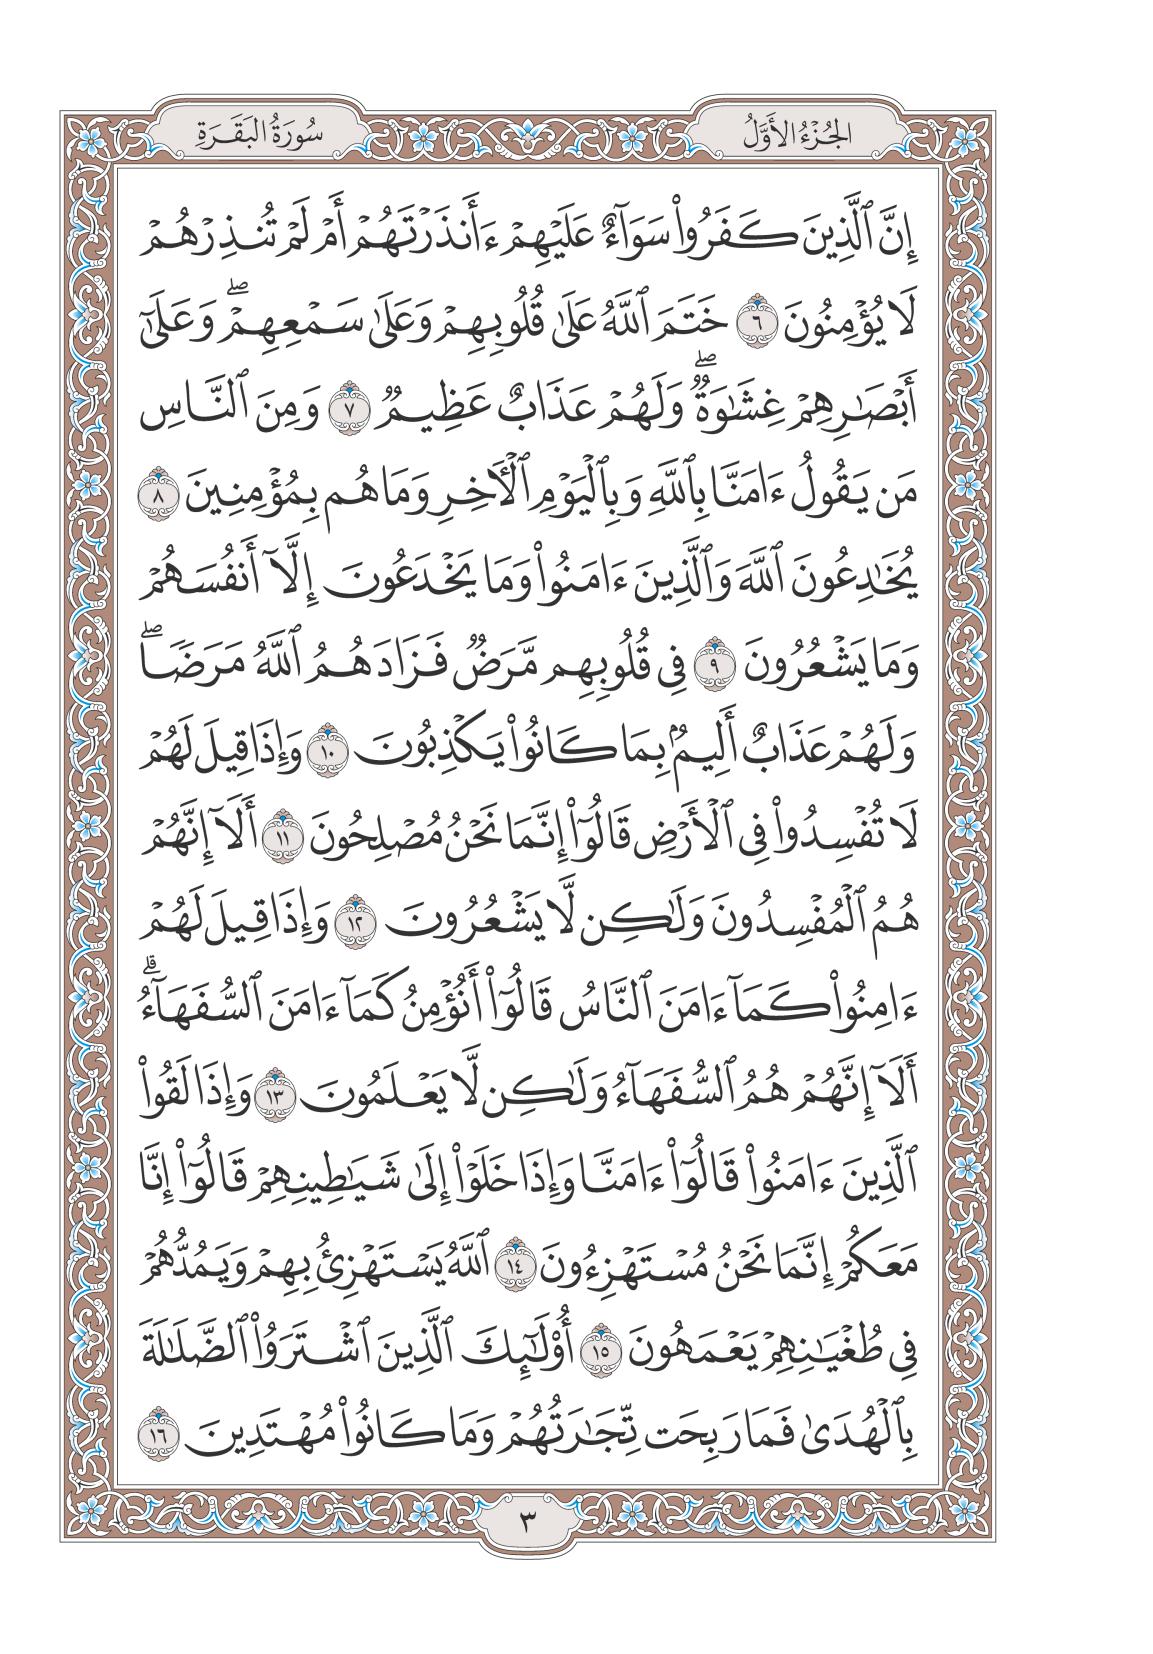 الجُزْءُ الأَوَّلُ
سُورَةُ البَقَرَةِ
إِنَّ ٱلَّذِينَ كَفَرُوا۟ سَوَآءٌ عَلَيْهِمْ ءَأَنذَرْتَهُمْ أَمْ لَمْ تُنذِرْهُمْ
لَا يُؤْمِنُونَ ٦ خَتَمَ ٱللَّهُ عَلَىٰ قُلُوبِهِمْ وَعَلَىٰ سَمْعِهِمْ ۖ وَعَلَىٰٓ
أَبْصَـٰرِهِمْ غِشَـٰوَةٌ ۖ وَلَهُمْ عَذَابٌ عَظِيمٌ ٧ وَمِنَ ٱلنَّاسِ
مَن يَقُولُ ءَامَنَّا بِٱللَّهِ وَبِٱلْيَوْمِ ٱلْـَٔاخِرِ وَمَا هُم بِمُؤْمِنِينَ ٨
يُخَـٰدِعُونَ ٱللَّهَ وَٱلَّذِينَ ءَامَنُوا۟ وَمَا يَخْدَعُونَ إِلَّآ أَنفُسَهُمْ
وَمَا يَشْعُرُونَ ٩ فِى قُلُوبِهِم مَّرَضٌ فَزَادَهُمُ ٱللَّهُ مَرَضًا ۖ
وَلَهُمْ عَذَابٌ أَلِيمٌۢ بِمَا كَانُوا۟ يَكْذِبُونَ ١٠ وَإِذَا قِيلَ لَهُمْ
لَا تُفْسِدُوا۟ فِى ٱلْأَرْضِ قَالُوٓا۟ إِنَّمَا نَحْنُ مُصْلِحُونَ ١١ أَلَآ إِنَّهُمْ
هُمُ ٱلْمُفْسِدُونَ وَلَـٰكِن لَّا يَشْعُرُونَ ١٢ وَإِذَا قِيلَ لَهُمْ
ءَامِنُوا۟ كَمَآ ءَامَنَ ٱلنَّاسُ قَالُوٓا۟ أَنُؤْمِنُ كَمَآ ءَامَنَ ٱلسُّفَهَآءُ ۗ
أَلَآ إِنَّهُمْ هُمُ ٱلسُّفَهَآءُ وَلَـٰكِن لَّا يَعْلَمُونَ ١٣ وَإِذَا لَقُوا۟
ٱلَّذِينَ ءَامَنُوا۟ قَالُوٓا۟ ءَامَنَّا وَإِذَا خَلَوْا۟ إِلَىٰ شَيَـٰطِينِهِمْ قَالُوٓا۟ إِنَّا
مَعَكُمْ إِنَّمَا نَحْنُ مُسْتَهْزِءُونَ ١٤ ٱللَّهُ يَسْتَهْزِئُ بِهِمْ وَيَمُدُّهُمْ
فِى طُغْيَـٰنِهِمْ يَعْمَهُونَ ١٥ أُو۟لَـٰٓئِكَ ٱلَّذِينَ ٱشْتَرَوُا۟ ٱلضَّلَـٰلَةَ
بِٱلْهُدَىٰ فَمَا رَبِحَت تِّجَـٰرَتُهُمْ وَمَا كَانُوا۟ مُهْتَدِينَ ١٦
٣